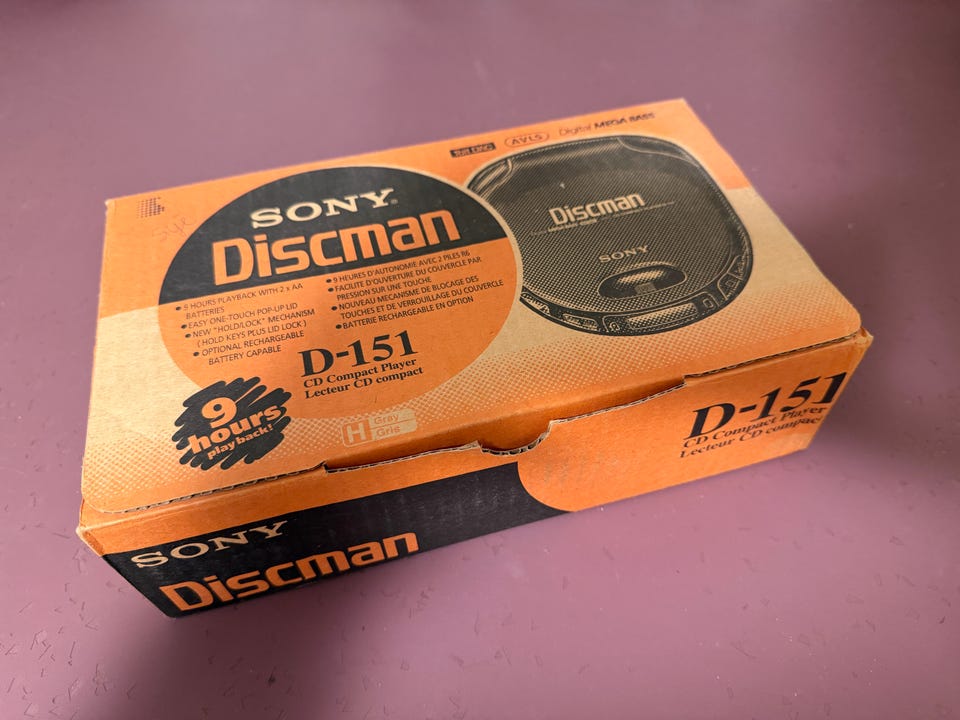 AVLS
Digital MEGA BASS
SONY®
Discman
• 9 HOURS PLAYBACK WITH 2 x AA
BATTERIES
• EASY ONE-TOUCH POP-UP LID
• NEW "HOLD/LOCK" MECHANISM
( HOLD KEYS PLUS LID LOCK )
• OPTIONAL RECHARGEABLE
BATTERY CAPABLE
• 9 HEURES D'AUTONOMIE AVEC 2 PILES R6
• FACILITE D'OUVERTURE DU COUVERCLE PAR
PRESSION SUR UNE TOUCHE
• NOUVEAU MECANISME DE BLOCAGE DES
TOUCHES ET DE VERROUILLAGE DU COUVERCLE
• BATTERIE RECHARGEABLE EN OPTION
D-151
CD Compact Player
Lecteur CD compact
9
hours
playback!
H Gray
Gris
Discman
SONY
SONY
Discman
D-151
CD Compact Player
Lecteur CD compact